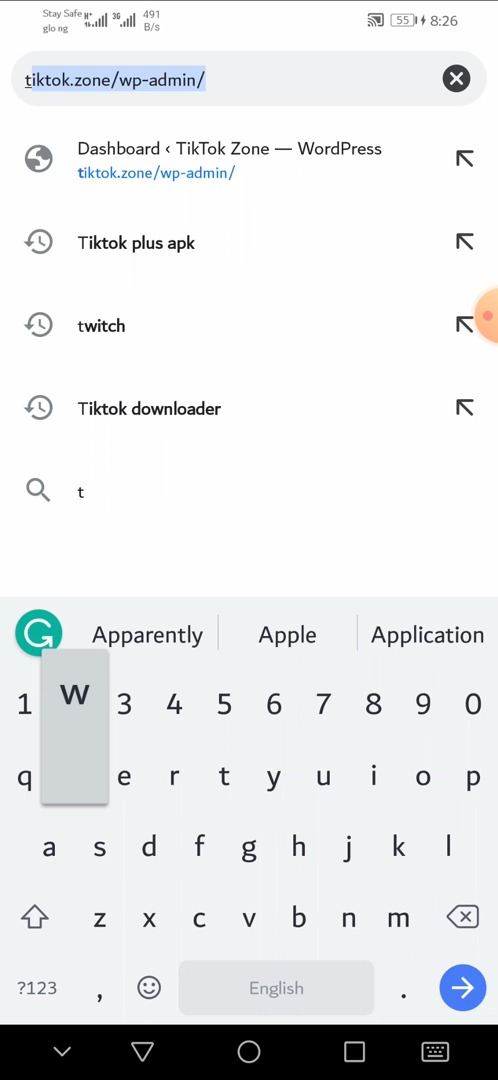 Stay Safe
glo ng
H+
3G
491
B/s
55
8:26
tiktok.zone/wp-admin/
Dashboard ‹ TikTok Zone — WordPress
tiktok.zone/wp-admin/
Tiktok plus apk
twitch
Tiktok downloader
t
Apparently Apple Application
1 W 3 4 5 6 7 8 9 0
q e r t y u i o p
a s d f g h j k l
z x c v b n m
?123 , English .